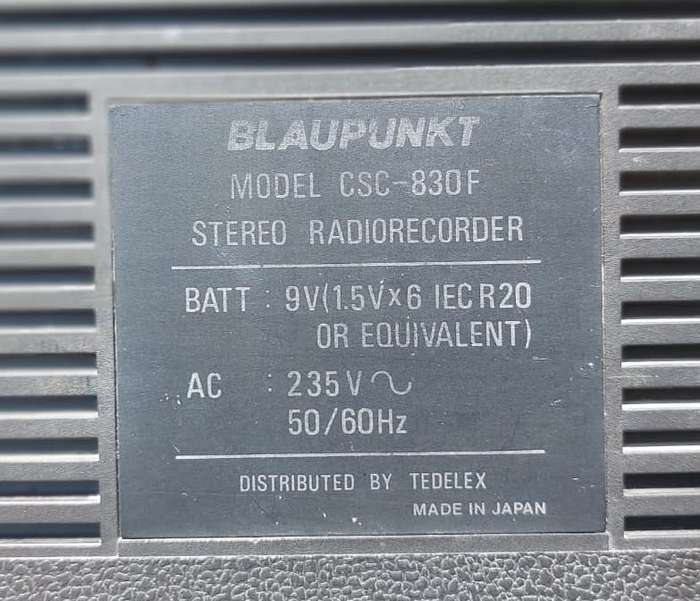 BLAUPUNKT
MODEL CSC-830F
STEREO RADIORECORDER
BATT : 9V(1.5V×6 IEC R20
OR EQUIVALENT)
AC : 235V ∿
50/60Hz
DISTRIBUTED BY TEDELEX
MADE IN JAPAN